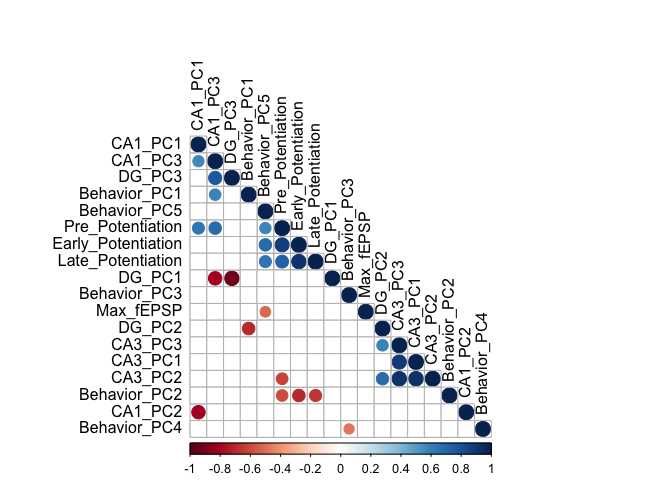 CA1_PC1
CA1_PC3
DG_PC3
Behavior_PC1
Behavior_PC5
Pre_Potentiation
Early_Potentiation
Late_Potentiation
DG_PC1
Behavior_PC3
Max_fEPSP
DG_PC2
CA3_PC3
CA3_PC1
CA3_PC2
Behavior_PC2
CA1_PC2
Behavior_PC4
CA1_PC1
CA1_PC3
DG_PC3
Behavior_PC1
Behavior_PC5
Pre_Potentiation
Early_Potentiation
Late_Potentiation
DG_PC1
Behavior_PC3
Max_fEPSP
DG_PC2
CA3_PC3
CA3_PC1
CA3_PC2
Behavior_PC2
CA1_PC2
Behavior_PC4
-1 -0.8 -0.6 -0.4 -0.2 0 0.2 0.4 0.6 0.8 1